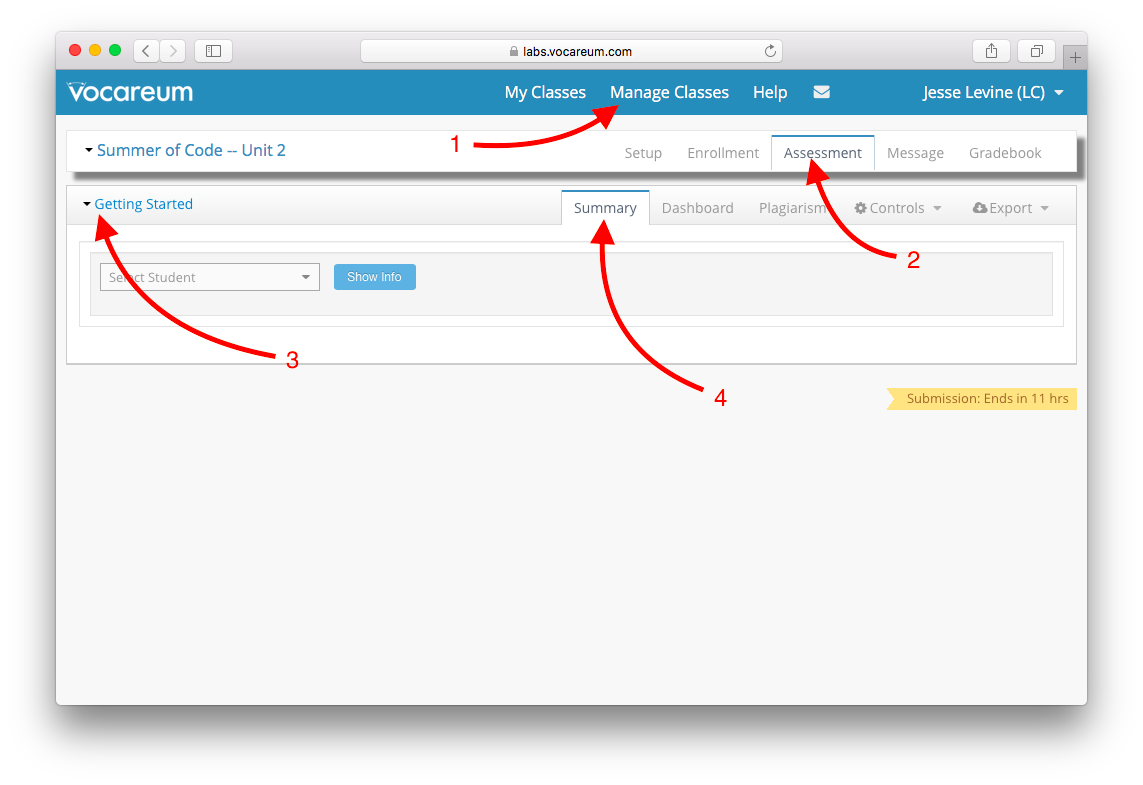 labs.vocareum.com
vocareum My Classes Manage Classes Help Jesse Levine (LC)
1
Summer of Code -- Unit 2 Setup Enrollment Assessment Message Gradebook
Getting Started Summary Dashboard Plagiarism Controls Export
2
Select Student Show Info
3
4
Submission: Ends in 11 hrs